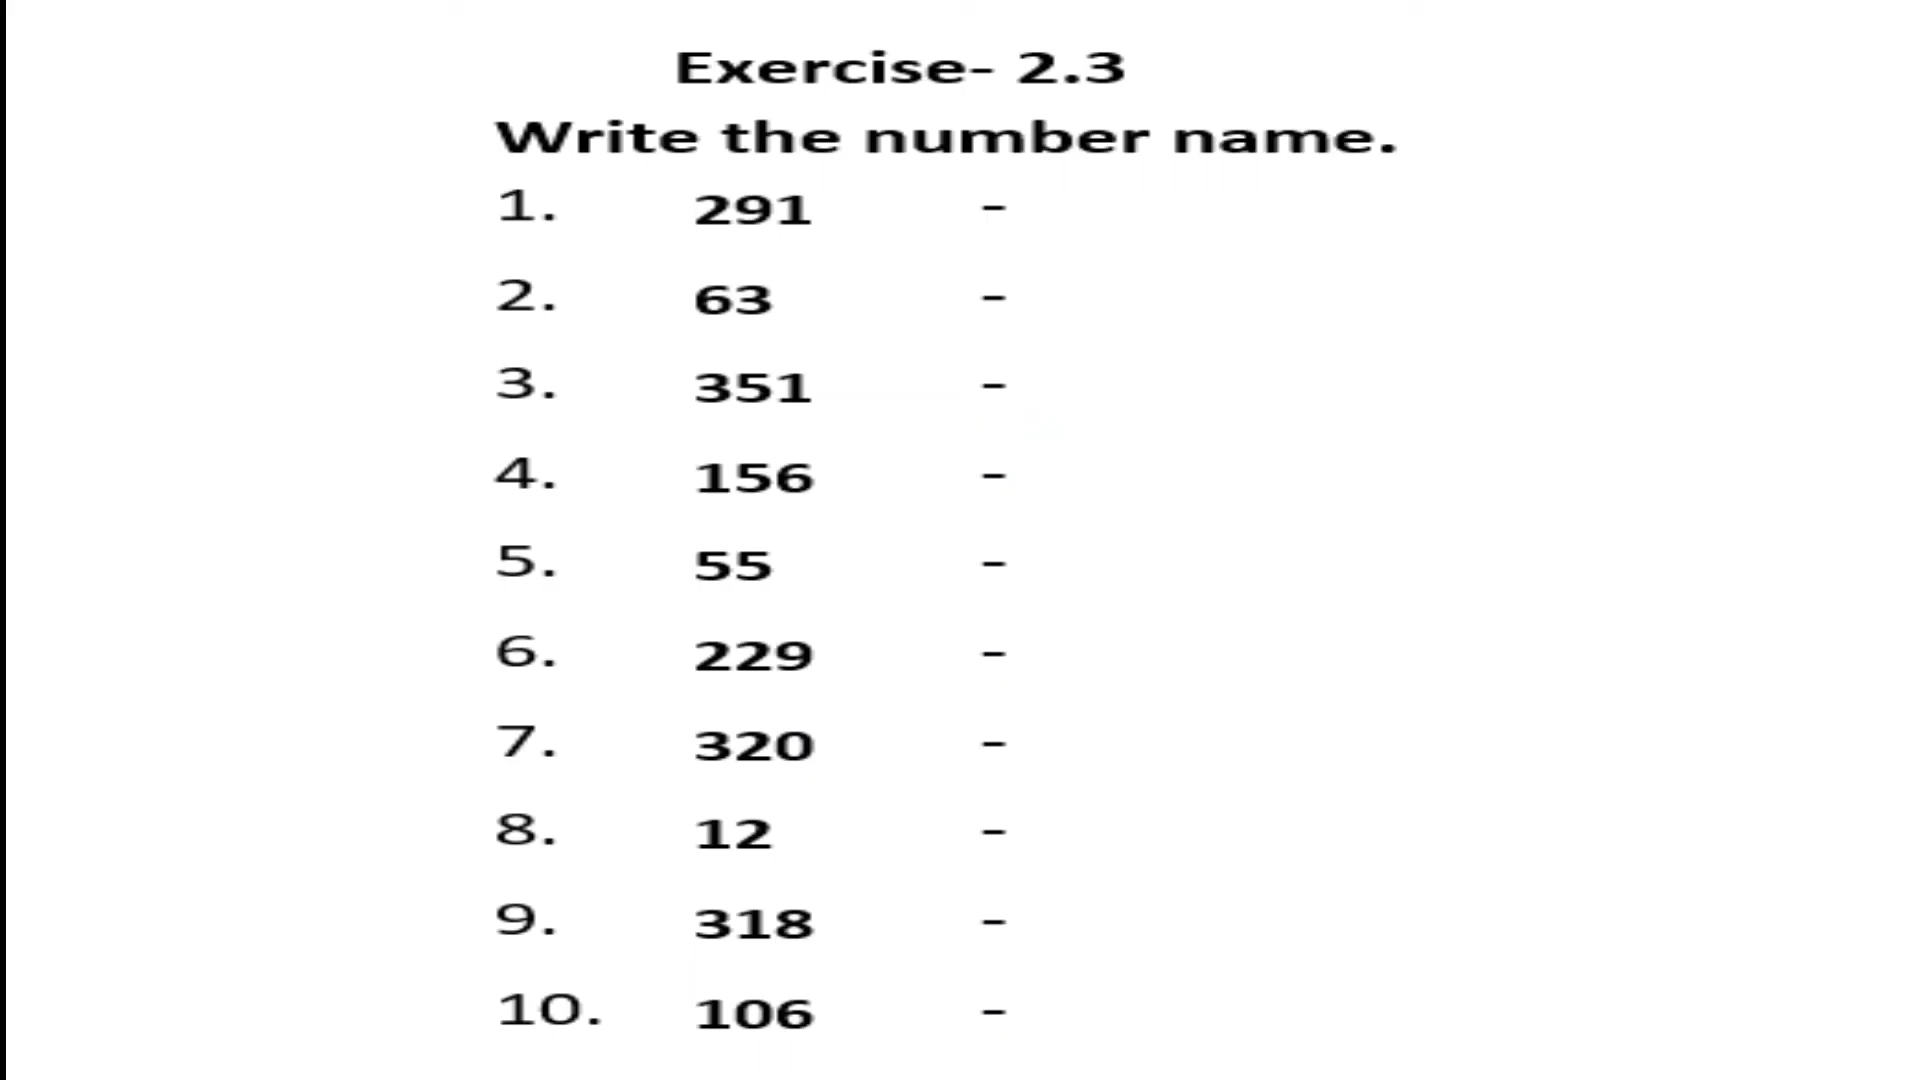 Exercise- 2.3
Write the number name.
1. 291 -
2. 63 -
3. 351 -
4. 156 -
5. 55 -
6. 229 -
7. 320 -
8. 12 -
9. 318 -
10. 106 -